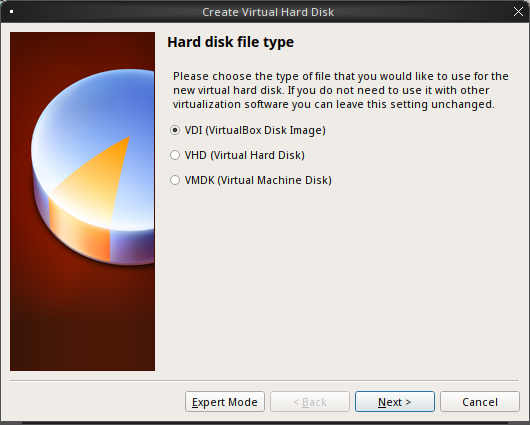 Create Virtual Hard Disk
Hard disk file type
Please choose the type of file that you would like to use for the
new virtual hard disk. If you do not need to use it with other
virtualization software you can leave this setting unchanged.
VDI (VirtualBox Disk Image)
VHD (Virtual Hard Disk)
VMDK (Virtual Machine Disk)
Expert Mode
< Back
Next >
Cancel